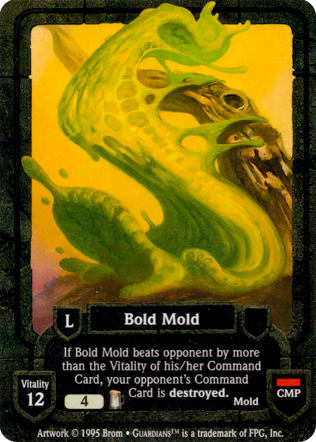 L
Bold Mold
If Bold Mold beats opponent by more
than the Vitality of his/her Command
Card, your opponent's Command
Card is destroyed.
Vitality
12
4
Mold
CMP
Artwork © 1995 Brom • GUARDIANS™ is a trademark of FPG, Inc.